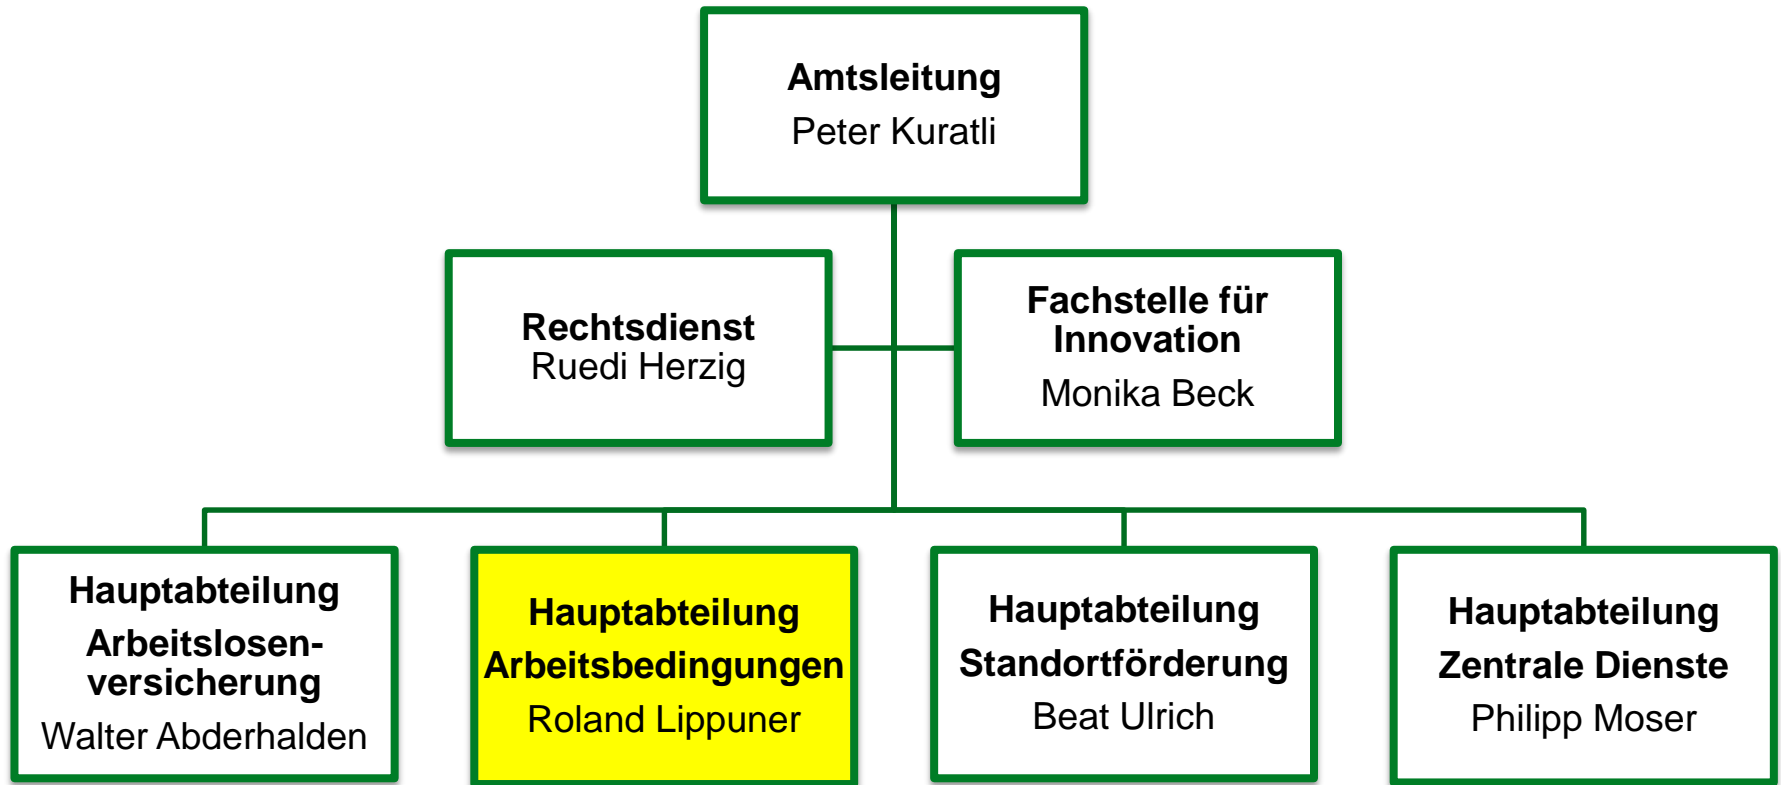 Amtsleitung
Peter Kuratli
Rechtsdienst
Ruedi Herzig
Fachstelle für
Innovation
Monika Beck
Hauptabteilung
Arbeitslosen-
versicherung
Walter Abderhalden
Hauptabteilung
Arbeitsbedingungen
Roland Lippuner
Hauptabteilung
Standortförderung
Beat Ulrich
Hauptabteilung
Zentrale Dienste
Philipp Moser